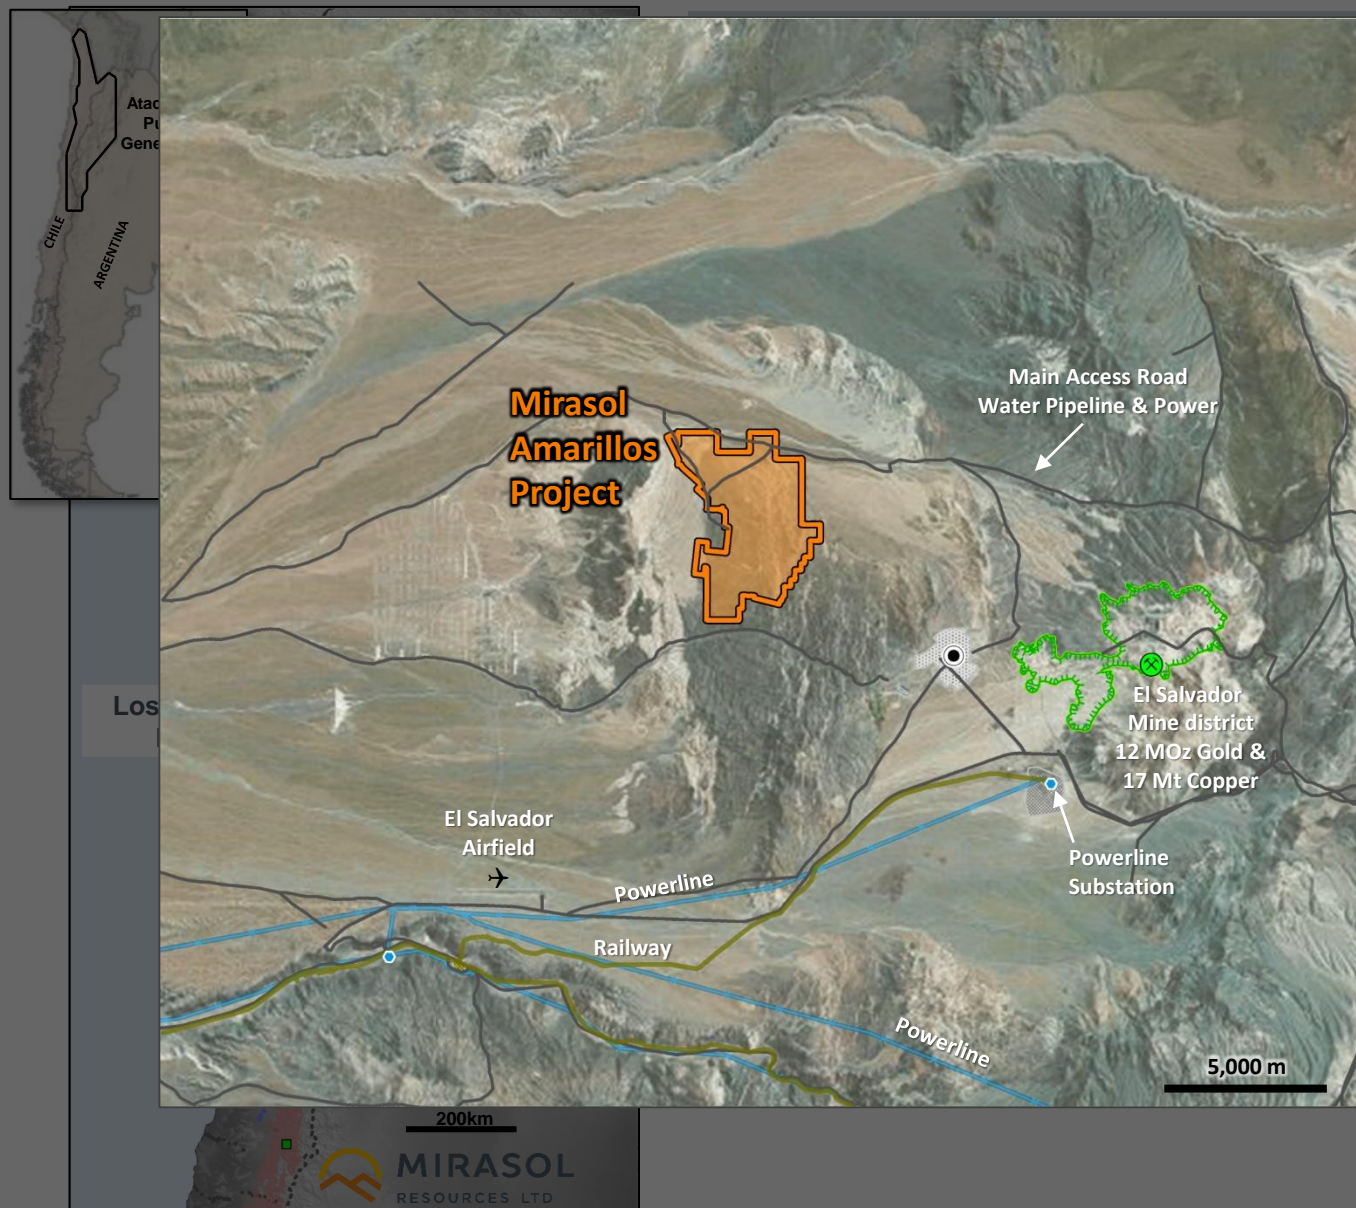 CHILE
ARGENTINA
Mirasol
Amarillos
Project
Main Access Road
Water Pipeline & Power
El Salvador
Mine district
12 MOz Gold &
17 Mt Copper
El Salvador
Airfield
Powerline
Substation
Powerline
Railway
Powerline
5,000 m
Los
200km
MIRASOL
RESOURCES LTD